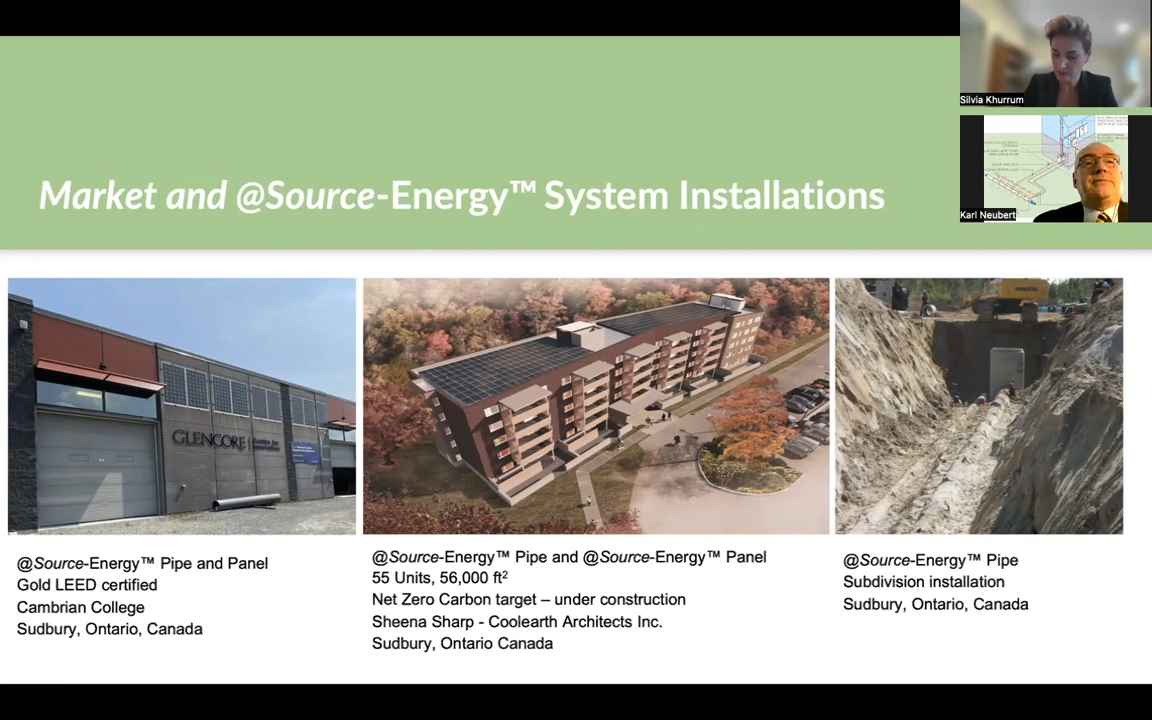 Silvia Khurrum
Karl Neubert
Market and @Source-Energy™ System Installations
GLENCORE
KOMATSU
@Source-Energy™ Pipe and Panel
Gold LEED certified
Cambrian College
Sudbury, Ontario, Canada
@Source-Energy™ Pipe and @Source-Energy™ Panel
55 Units, 56,000 ft²
Net Zero Carbon target – under construction
Sheena Sharp - Coolearth Architects Inc.
Sudbury, Ontario Canada
@Source-Energy™ Pipe
Subdivision installation
Sudbury, Ontario, Canada